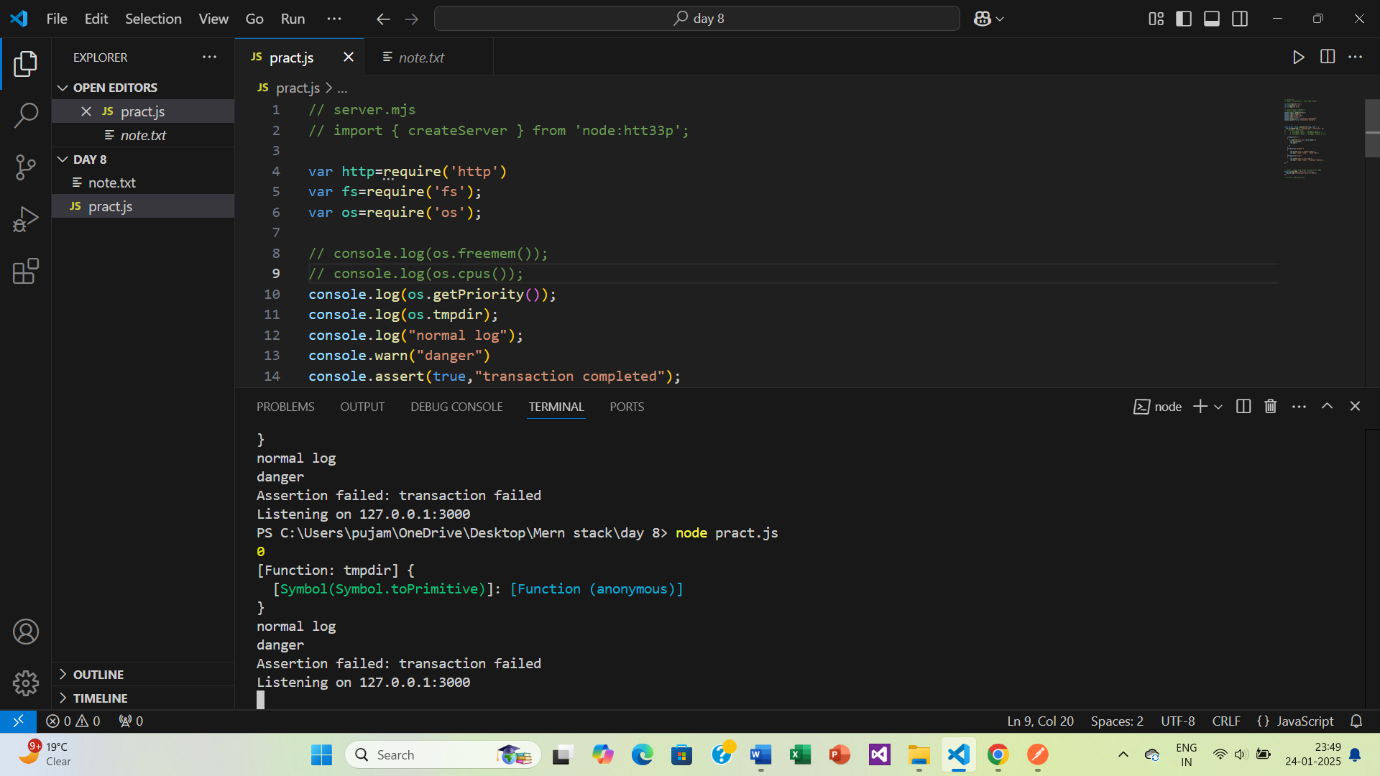 File Edit Selection View Go Run ··· day 8
EXPLORER ···
OPEN EDITORS
JS pract.js
note.txt
DAY 8
note.txt
JS pract.js
OUTLINE
TIMELINE
JS pract.js note.txt
JS pract.js > ...
1 // server.mjs
2 // import { createServer } from 'node:htt33p';
3
4 var http=require('http')
5 var fs=require('fs');
6 var os=require('os');
7
8 // console.log(os.freemem());
9 // console.log(os.cpus());
10 console.log(os.getPriority());
11 console.log(os.tmpdir);
12 console.log("normal log");
13 console.warn("danger")
14 console.assert(true,"transaction completed");
PROBLEMS OUTPUT DEBUG CONSOLE TERMINAL PORTS node
}
normal log
danger
Assertion failed: transaction failed
Listening on 127.0.0.1:3000
PS C:\Users\pujam\OneDrive\Desktop\Mern stack\day 8> node pract.js
0
[Function: tmpdir] {
[Symbol(Symbol.toPrimitive)]: [Function (anonymous)]
}
normal log
danger
Assertion failed: transaction failed
Listening on 127.0.0.1:3000
0 0 0 Ln 9, Col 20 Spaces: 2 UTF-8 CRLF {} JavaScript
9+ 19°C
Clear
Search
ENG
IN
23:49
24-01-2025